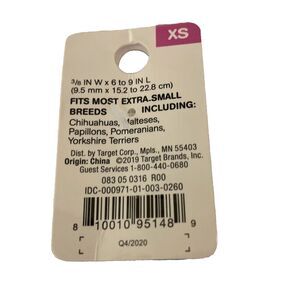 XS
3/8 IN W x 6 to 9 IN L
(9.5 mm x 15.2 to 22.8 cm)
FITS MOST EXTRA-SMALL
BREEDS INCLUDING:
Chihuahuas, Malteses,
Papillons, Pomeranians,
Yorkshire Terriers
Dist. by Target Corp., Mpls., MN 55403
Origin: China ©2019 Target Brands, Inc.
Guest Services 1-800-440-0680
083 05 0316 R00
IDC-000971-01-003-0260
8 10010 95148 9
Q4/2020